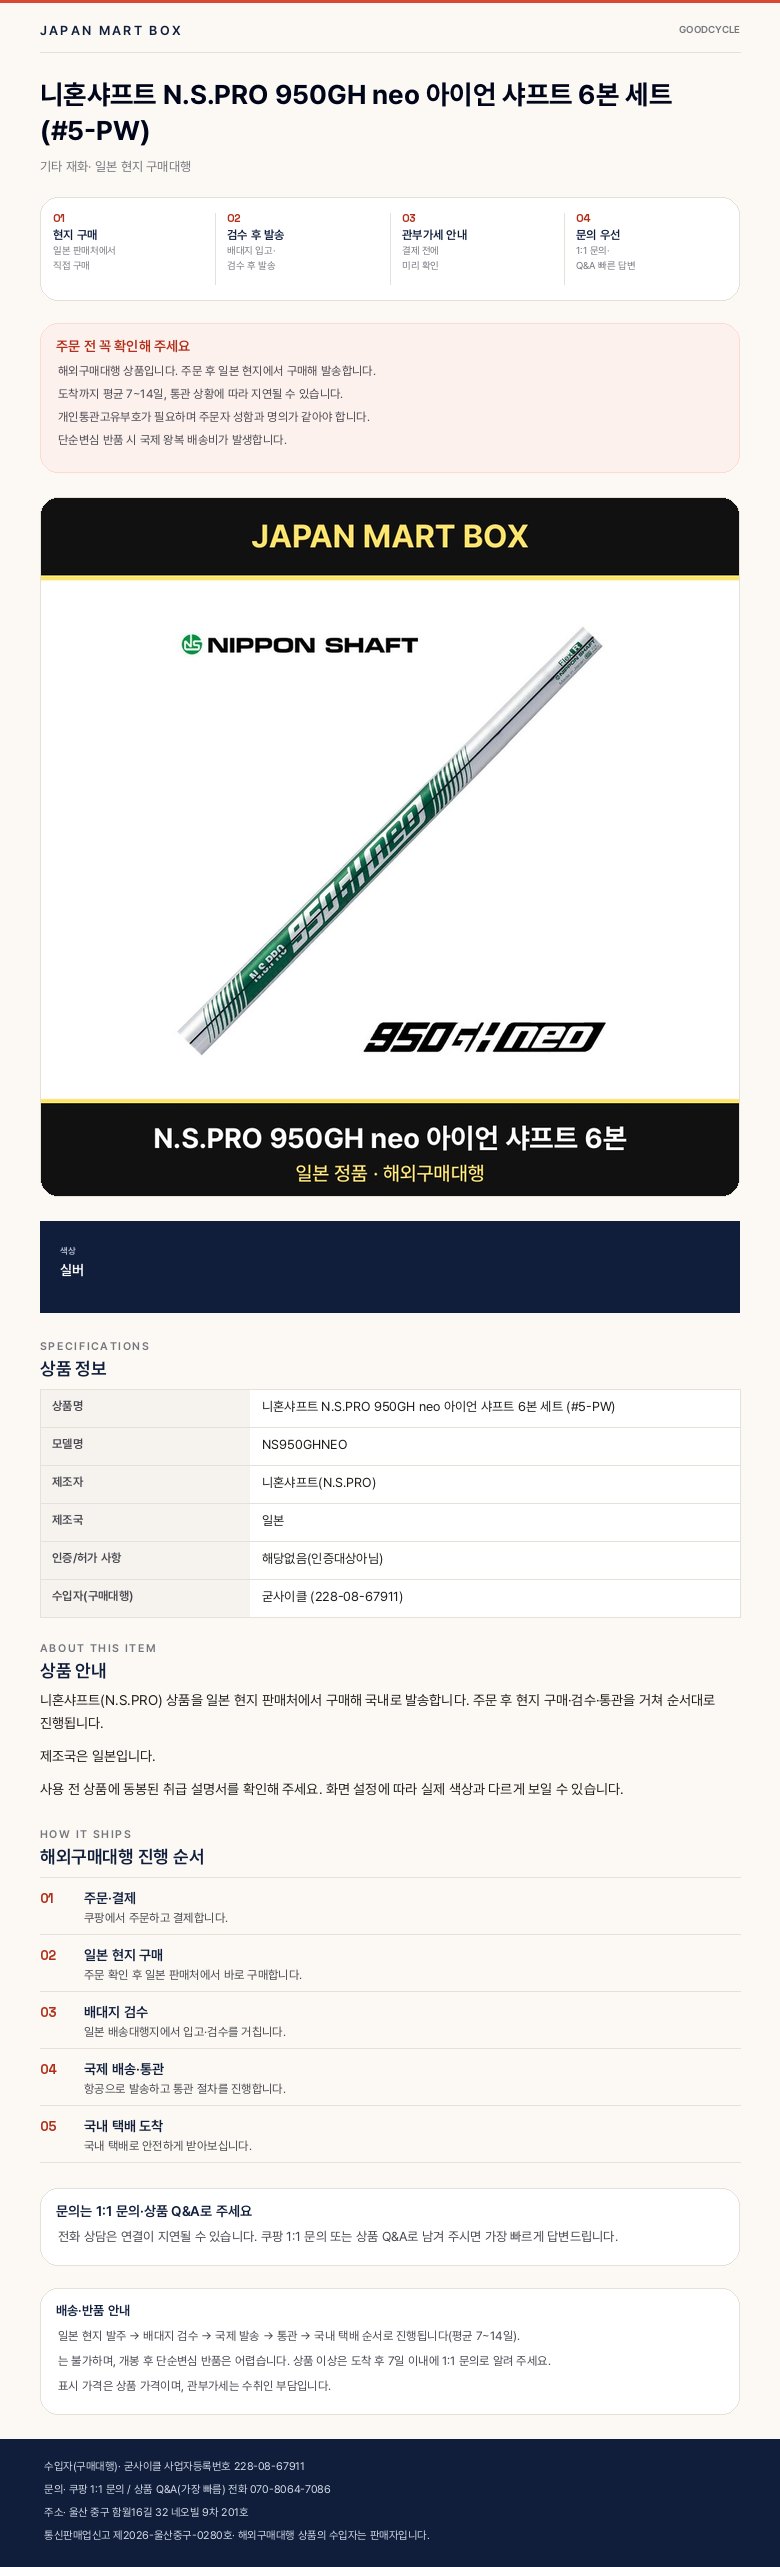 JAPAN MART BOX
GOODCYCLE
니혼샤프트 N.S.PRO 950GH neo 아이언 샤프트 6본 세트
(#5-PW)
기타 재화· 일본 현지 구매대행
01
현지 구매
일본 판매처에서
직접 구매
02
검수 후 발송
배대지 입고·
검수 후 발송
03
관부가세 안내
결제 전에
미리 확인
04
문의 우선
1:1 문의·
Q&A 빠른 답변
주문 전 꼭 확인해 주세요
해외구매대행 상품입니다. 주문 후 일본 현지에서 구매해 발송합니다.
도착까지 평균 7~14일, 통관 상황에 따라 지연될 수 있습니다.
개인통관고유부호가 필요하며 주문자 성함과 명의가 같아야 합니다.
단순변심 반품 시 국제 왕복 배송비가 발생합니다.
JAPAN MART BOX
NS NIPPON SHAFT
Flex R
NIPPON SHAFT
N.S.PRO 950GH neo
950GH neo
N.S.PRO 950GH neo 아이언 샤프트 6본
일본 정품 · 해외구매대행
색상
실버
SPECIFICATIONS
상품 정보
상품명 니혼샤프트 N.S.PRO 950GH neo 아이언 샤프트 6본 세트 (#5-PW)
모델명 NS950GHNEO
제조자 니혼샤프트(N.S.PRO)
제조국 일본
인증/허가 사항 해당없음(인증대상아님)
수입자(구매대행) 굳사이클 (228-08-67911)
ABOUT THIS ITEM
상품 안내
니혼샤프트(N.S.PRO) 상품을 일본 현지 판매처에서 구매해 국내로 발송합니다. 주문 후 현지 구매·검수·통관을 거쳐 순서대로
진행됩니다.
제조국은 일본입니다.
사용 전 상품에 동봉된 취급 설명서를 확인해 주세요. 화면 설정에 따라 실제 색상과 다르게 보일 수 있습니다.
HOW IT SHIPS
해외구매대행 진행 순서
01 주문·결제
쿠팡에서 주문하고 결제합니다.
02 일본 현지 구매
주문 확인 후 일본 판매처에서 바로 구매합니다.
03 배대지 검수
일본 배송대행지에서 입고·검수를 거칩니다.
04 국제 배송·통관
항공으로 발송하고 통관 절차를 진행합니다.
05 국내 택배 도착
국내 택배로 안전하게 받아보십니다.
문의는 1:1 문의·상품 Q&A로 주세요
전화 상담은 연결이 지연될 수 있습니다. 쿠팡 1:1 문의 또는 상품 Q&A로 남겨 주시면 가장 빠르게 답변드립니다.
배송·반품 안내
일본 현지 발주 → 배대지 검수 → 국제 발송 → 통관 → 국내 택배 순서로 진행됩니다(평균 7~14일).
는 불가하며, 개봉 후 단순변심 반품은 어렵습니다. 상품 이상은 도착 후 7일 이내에 1:1 문의로 알려 주세요.
표시 가격은 상품 가격이며, 관부가세는 수취인 부담입니다.
수입자(구매대행)· 굳사이클 사업자등록번호 228-08-67911
문의· 쿠팡 1:1 문의 / 상품 Q&A(가장 빠름) 전화 070-8064-7086
주소· 울산 중구 함월16길 32 네오빌 9차 201호
통신판매업신고 제2026-울산중구-0280호· 해외구매대행 상품의 수입자는 판매자입니다.